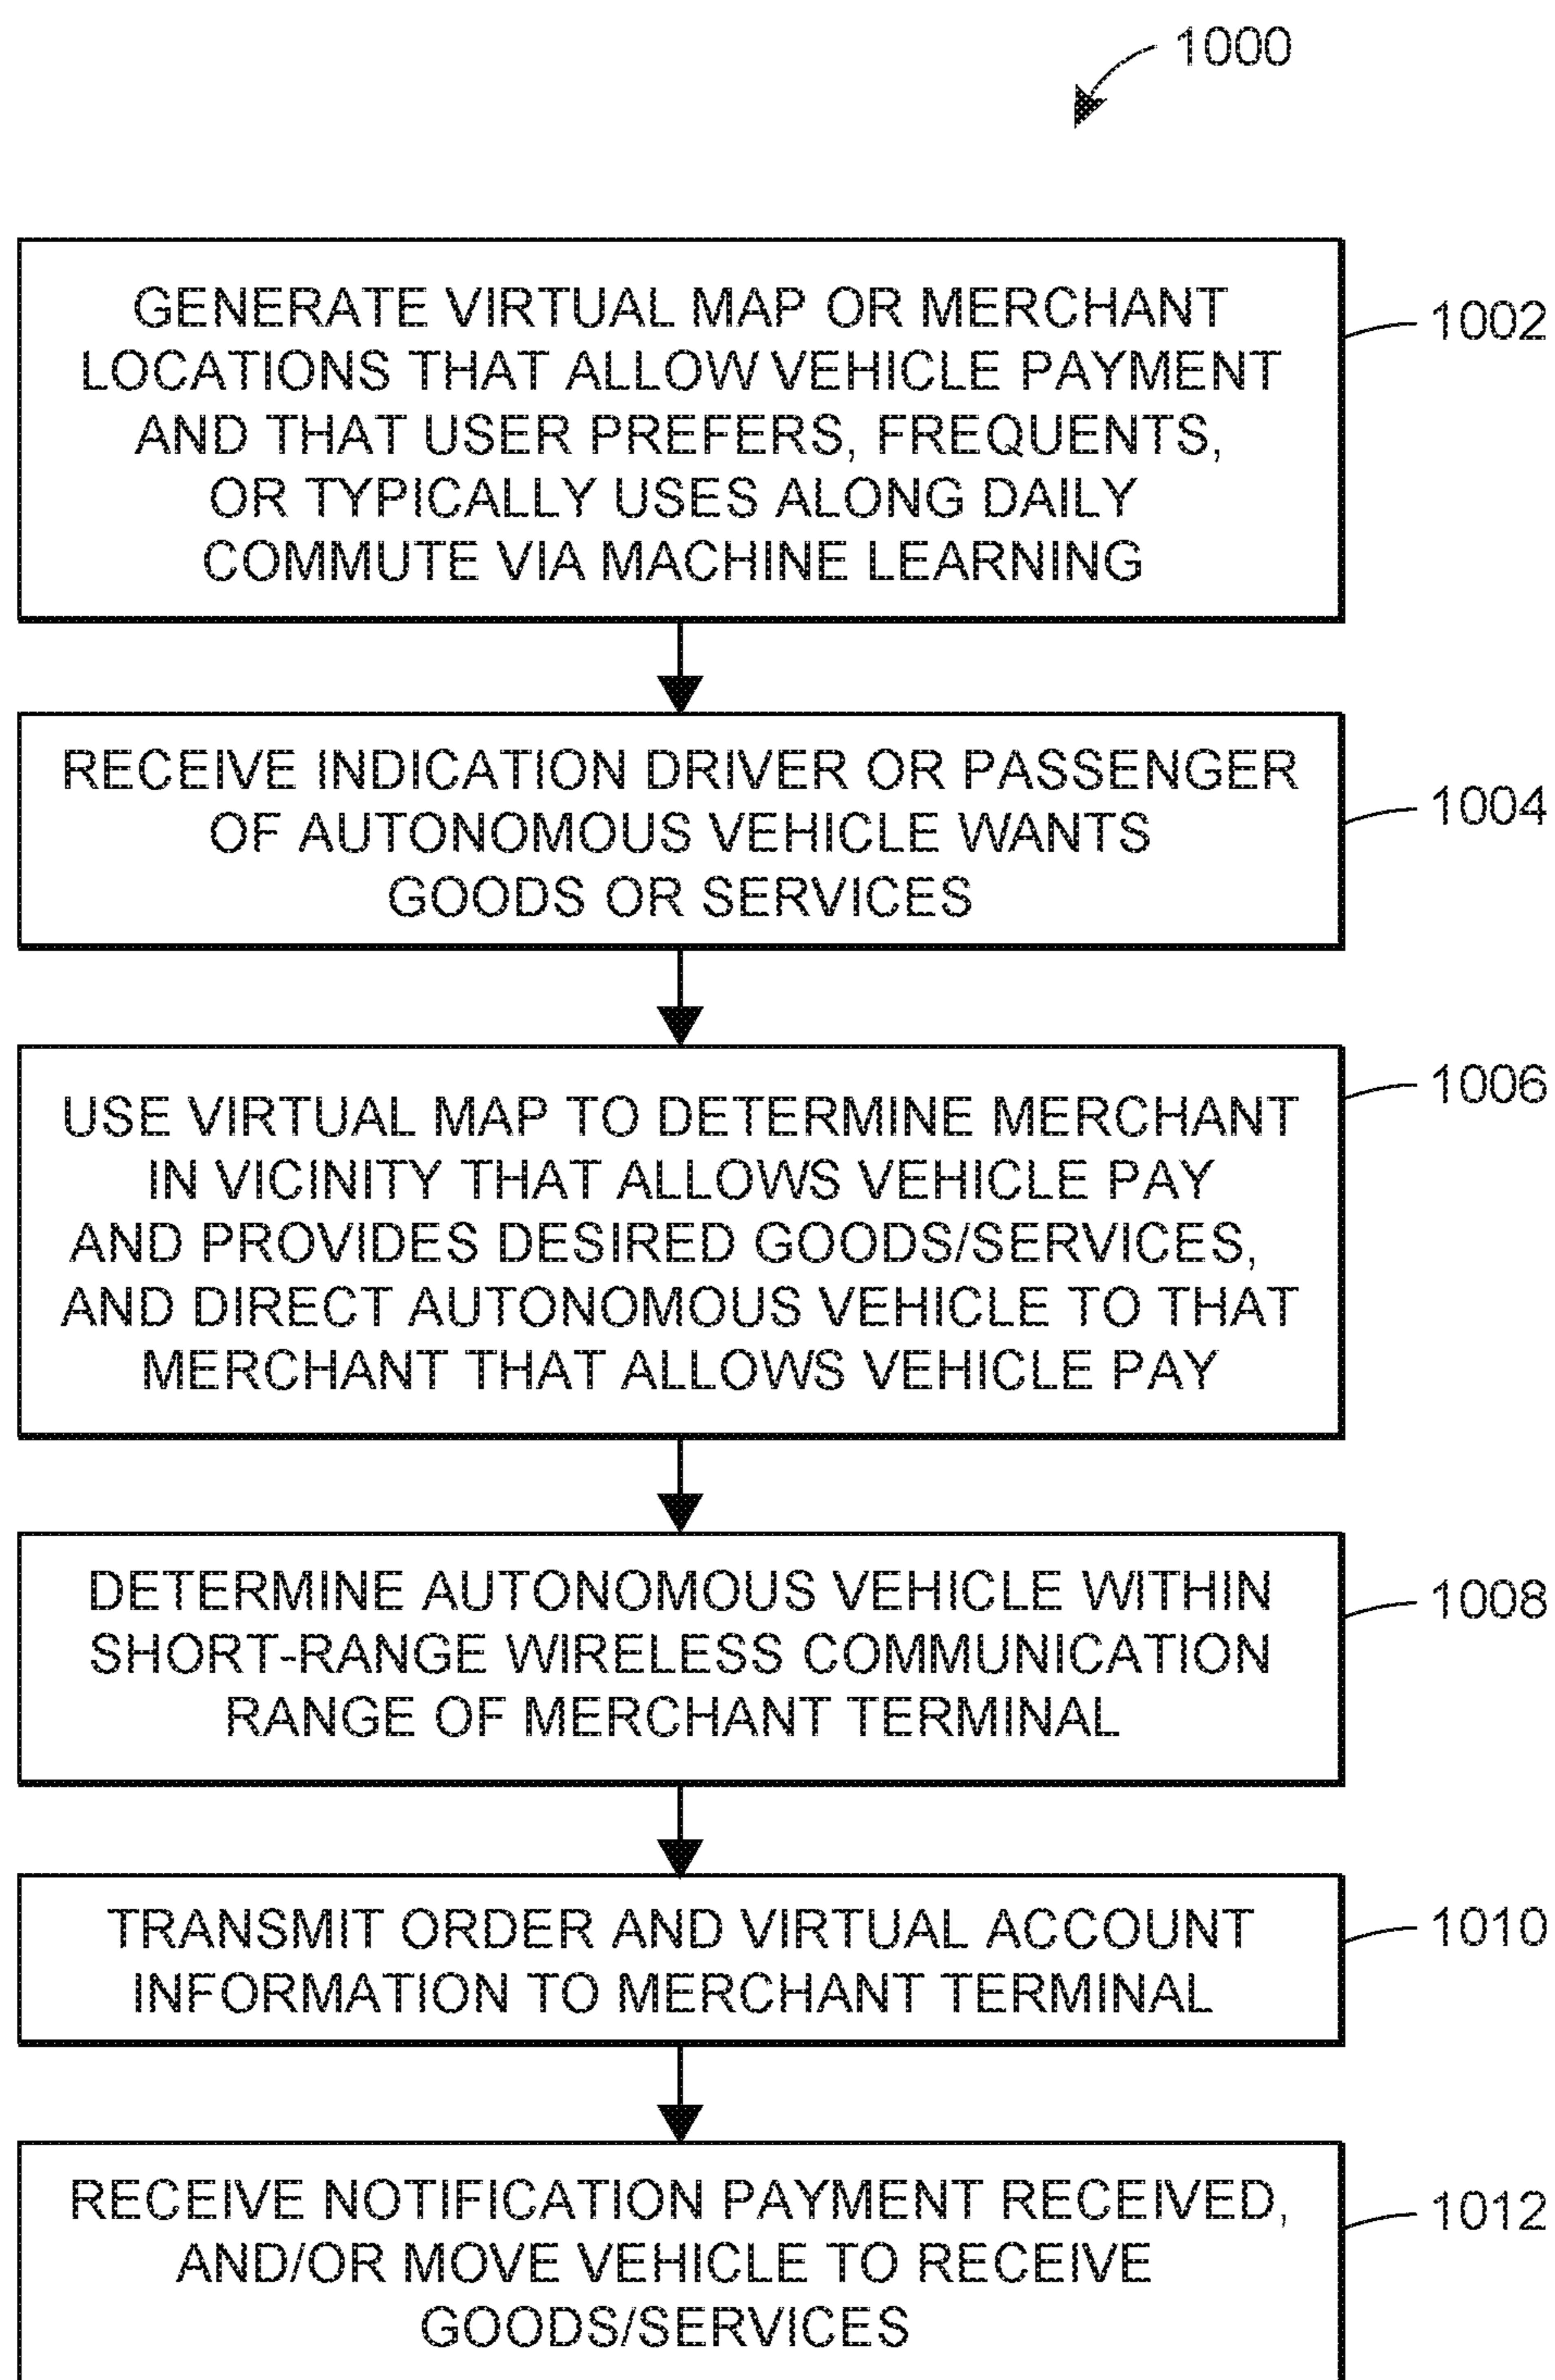 1000
GENERATE VIRTUAL MAP OR MERCHANT
LOCATIONS THAT ALLOW VEHICLE PAYMENT
AND THAT USER PREFERS, FREQUENTS,
OR TYPICALLY USES ALONG DAILY
COMMUTE VIA MACHINE LEARNING
1002
RECEIVE INDICATION DRIVER OR PASSENGER
OF AUTONOMOUS VEHICLE WANTS
GOODS OR SERVICES
1004
USE VIRTUAL MAP TO DETERMINE MERCHANT
IN VICINITY THAT ALLOWS VEHICLE PAY
AND PROVIDES DESIRED GOODS/SERVICES,
AND DIRECT AUTONOMOUS VEHICLE TO THAT
MERCHANT THAT ALLOWS VEHICLE PAY
1006
DETERMINE AUTONOMOUS VEHICLE WITHIN
SHORT-RANGE WIRELESS COMMUNICATION
RANGE OF MERCHANT TERMINAL
1008
TRANSMIT ORDER AND VIRTUAL ACCOUNT
INFORMATION TO MERCHANT TERMINAL
1010
RECEIVE NOTIFICATION PAYMENT RECEIVED,
AND/OR MOVE VEHICLE TO RECEIVE
GOODS/SERVICES
1012